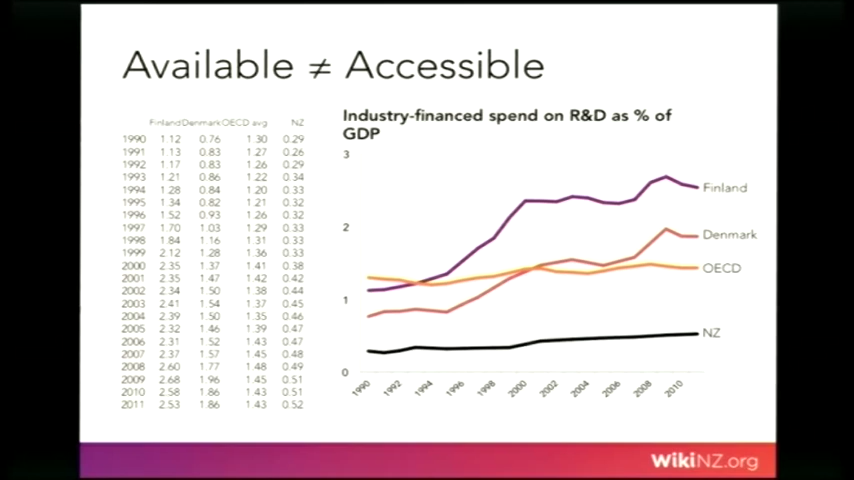 Available ≠ Accessible
Finland Denmark OECD avg NZ
1990 1.12 0.76 1.30 0.29
1991 1.13 0.83 1.27 0.26
1992 1.17 0.83 1.26 0.29
1993 1.21 0.86 1.22 0.34
1994 1.28 0.84 1.20 0.33
1995 1.34 0.82 1.21 0.32
1996 1.52 0.93 1.26 0.32
1997 1.70 1.03 1.29 0.33
1998 1.84 1.16 1.31 0.33
1999 2.12 1.28 1.36 0.33
2000 2.35 1.37 1.41 0.38
2001 2.35 1.47 1.42 0.42
2002 2.34 1.50 1.38 0.44
2003 2.41 1.54 1.37 0.45
2004 2.39 1.50 1.35 0.46
2005 2.32 1.46 1.39 0.47
2006 2.31 1.52 1.43 0.47
2007 2.37 1.57 1.45 0.48
2008 2.60 1.77 1.48 0.49
2009 2.68 1.96 1.45 0.51
2010 2.58 1.86 1.43 0.51
2011 2.53 1.86 1.43 0.52
Industry-financed spend on R&D as % of
GDP
3
2
1
0
Finland
Denmark
OECD
NZ
1990 1992 1994 1996 1998 2000 2002 2004 2006 2008 2010
WikiNZ.org